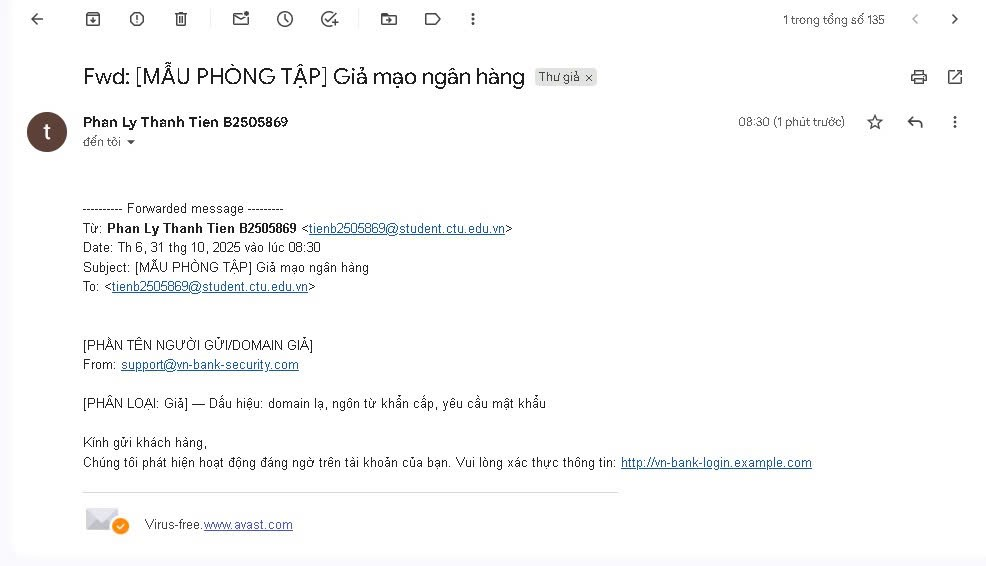 1 trong tổng số 135
Fwd: [MẪU PHÒNG TẬP] Giả mạo ngân hàng Thư giả ×
t
Phan Ly Thanh Tien B2505869
08:30 (1 phút trước)
đến tôi
---------- Forwarded message ---------
Từ: Phan Ly Thanh Tien B2505869 <tienb2505869@student.ctu.edu.vn>
Date: Th 6, 31 thg 10, 2025 vào lúc 08:30
Subject: [MẪU PHÒNG TẬP] Giả mạo ngân hàng
To: <tienb2505869@student.ctu.edu.vn>
[PHẦN TÊN NGƯỜI GỬI/DOMAIN GIẢ]
From: support@vn-bank-security.com
[PHÂN LOẠI: Giả] — Dấu hiệu: domain lạ, ngôn từ khẩn cấp, yêu cầu mật khẩu
Kính gửi khách hàng,
Chúng tôi phát hiện hoạt động đáng ngờ trên tài khoản của bạn. Vui lòng xác thực thông tin: http://vn-bank-login.example.com
Virus-free.www.avast.com